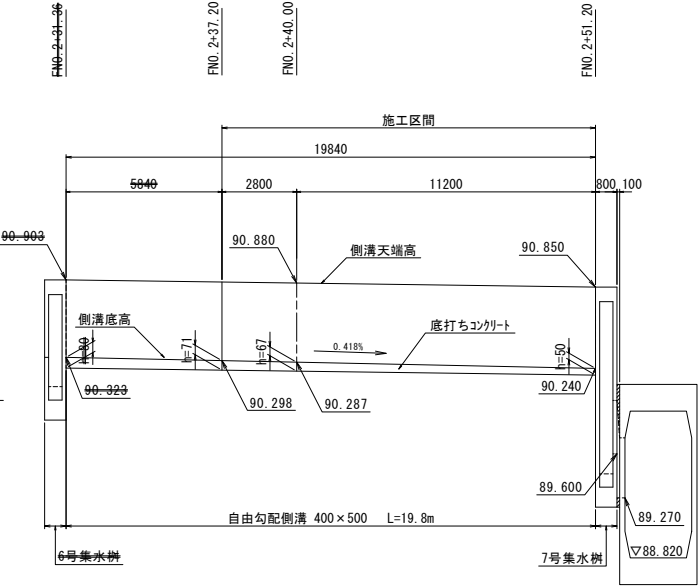 FNO.2+31.36
FNO.2+37.20
FNO.2+40.00
FNO.2+51.20
施工区間
19840
5840
2800
11200
800
100
90.903
90.880
側溝天端高
90.850
側溝底高
底打ちコンクリート
h=80
h=71
h=67
0.418%
h=50
90.323
90.298
90.287
90.240
89.600
自由勾配側溝 400×500 L=19.8m
89.270
6号集水桝
7号集水桝
▽88.820